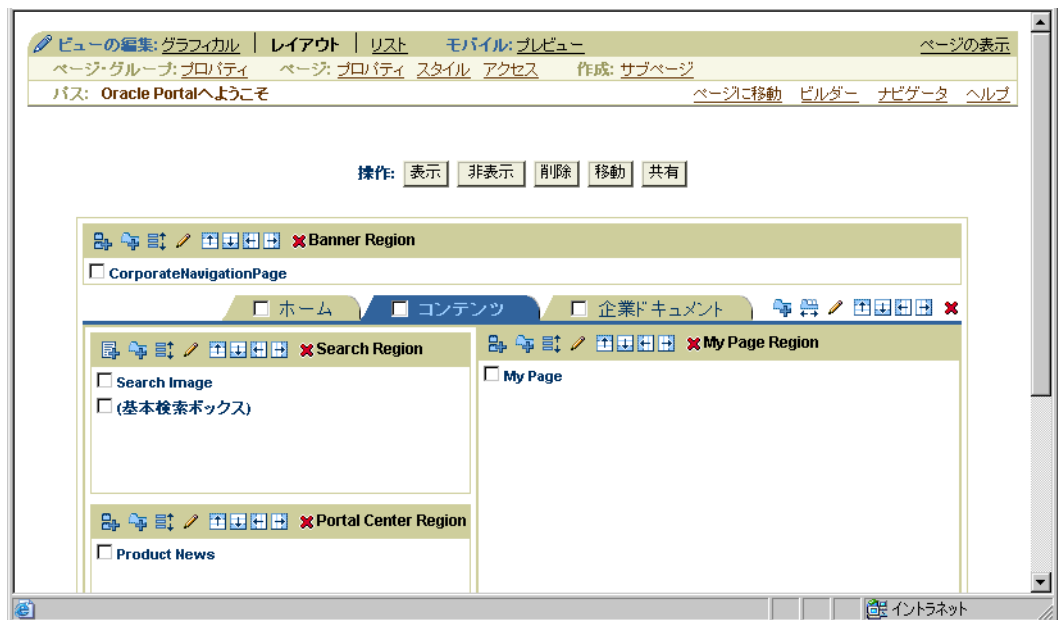 ビューの編集: グラフィカル | レイアウト | リスト モバイル: プレビュー ページの表示
ページ・グループ: プロパティ ページ: プロパティ スタイル アクセス 作成: サブページ
パス: Oracle Portalへようこそ ページに移動 ビルダー ナビゲータ ヘルプ
操作: 表示 非表示 削除 移動 共有
Banner Region
CorporateNavigationPage
ホーム コンテンツ 企業ドキュメント
Search Region
Search Image
(基本検索ボックス)
My Page Region
My Page
Portal Center Region
Product News
イントラネット